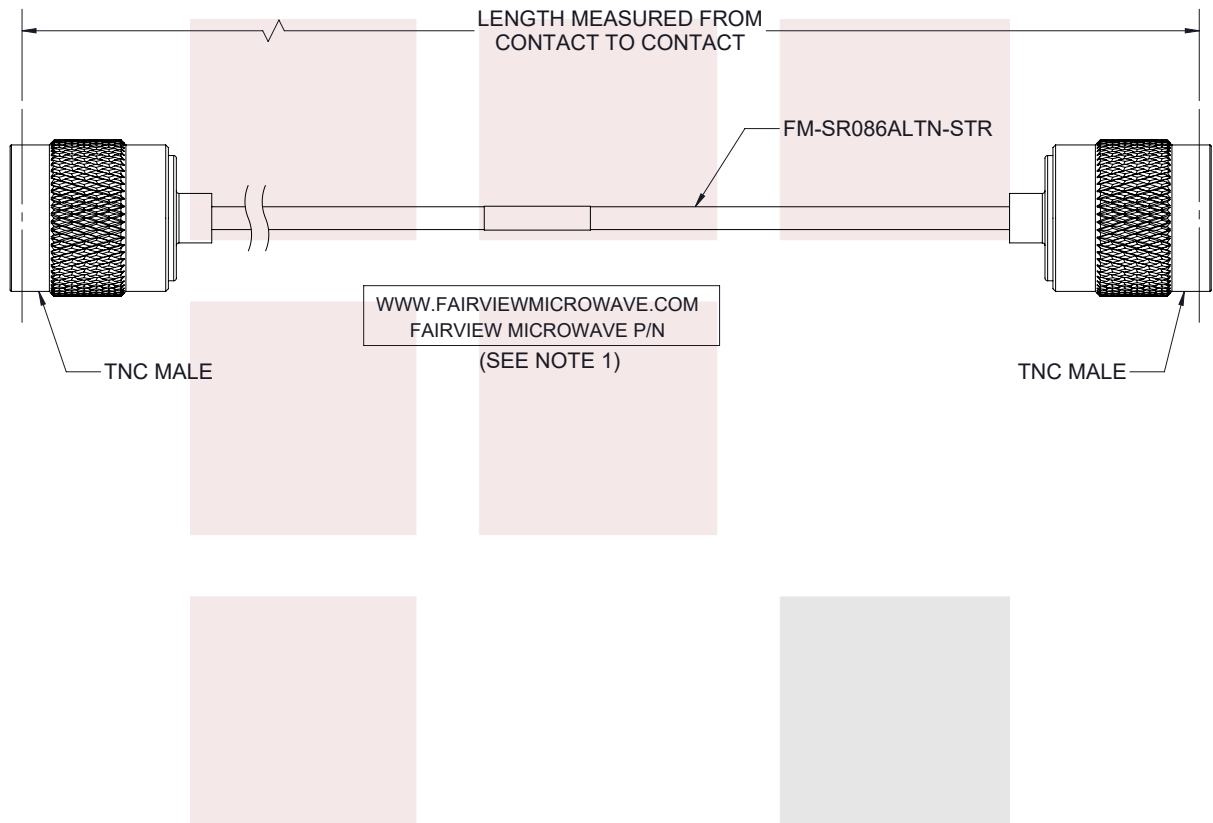 LENGTH MEASURED FROM
CONTACT TO CONTACT
FM-SR086ALTN-STR
WWW.FAIRVIEWMICROWAVE.COM
FAIRVIEW MICROWAVE P/N
(SEE NOTE 1)
TNC MALE
TNC MALE